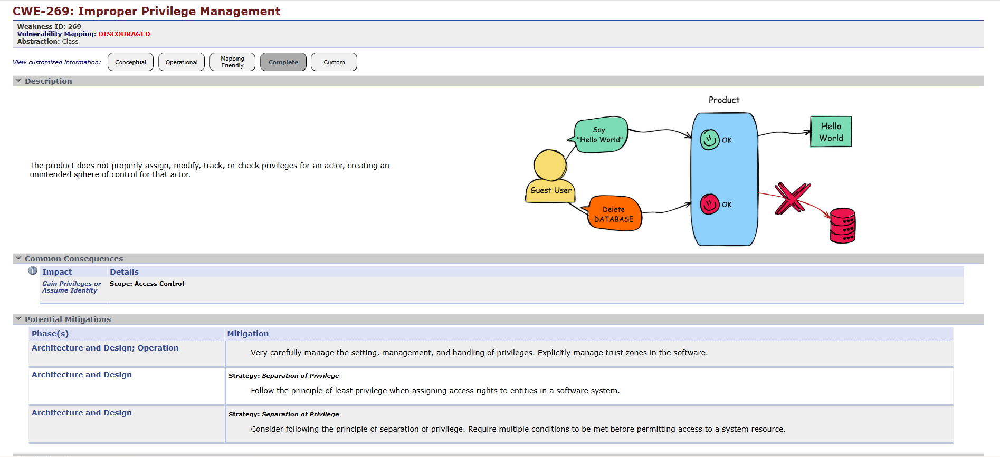 CWE-269: Improper Privilege Management
Weakness ID: 269
Vulnerability Mapping: DISCOURAGED
Abstraction: Class
View customized information:
Conceptual
Operational
Mapping
Friendly
Complete
Custom
Description
The product does not properly assign, modify, track, or check privileges for an actor, creating an
unintended sphere of control for that actor.
Product
Say
"Hello World"
OK
Hello
World
Guest User
Delete
DATABASE
OK
Common Consequences
Impact Details
Gain Privileges or
Assume Identity
Scope: Access Control
Potential Mitigations
Phase(s) Mitigation
Architecture and Design; Operation
Very carefully manage the setting, management, and handling of privileges. Explicitly manage trust zones in the software.
Architecture and Design
Strategy: Separation of Privilege
Follow the principle of least privilege when assigning access rights to entities in a software system.
Architecture and Design
Strategy: Separation of Privilege
Consider following the principle of separation of privilege. Require multiple conditions to be met before permitting access to a system resource.